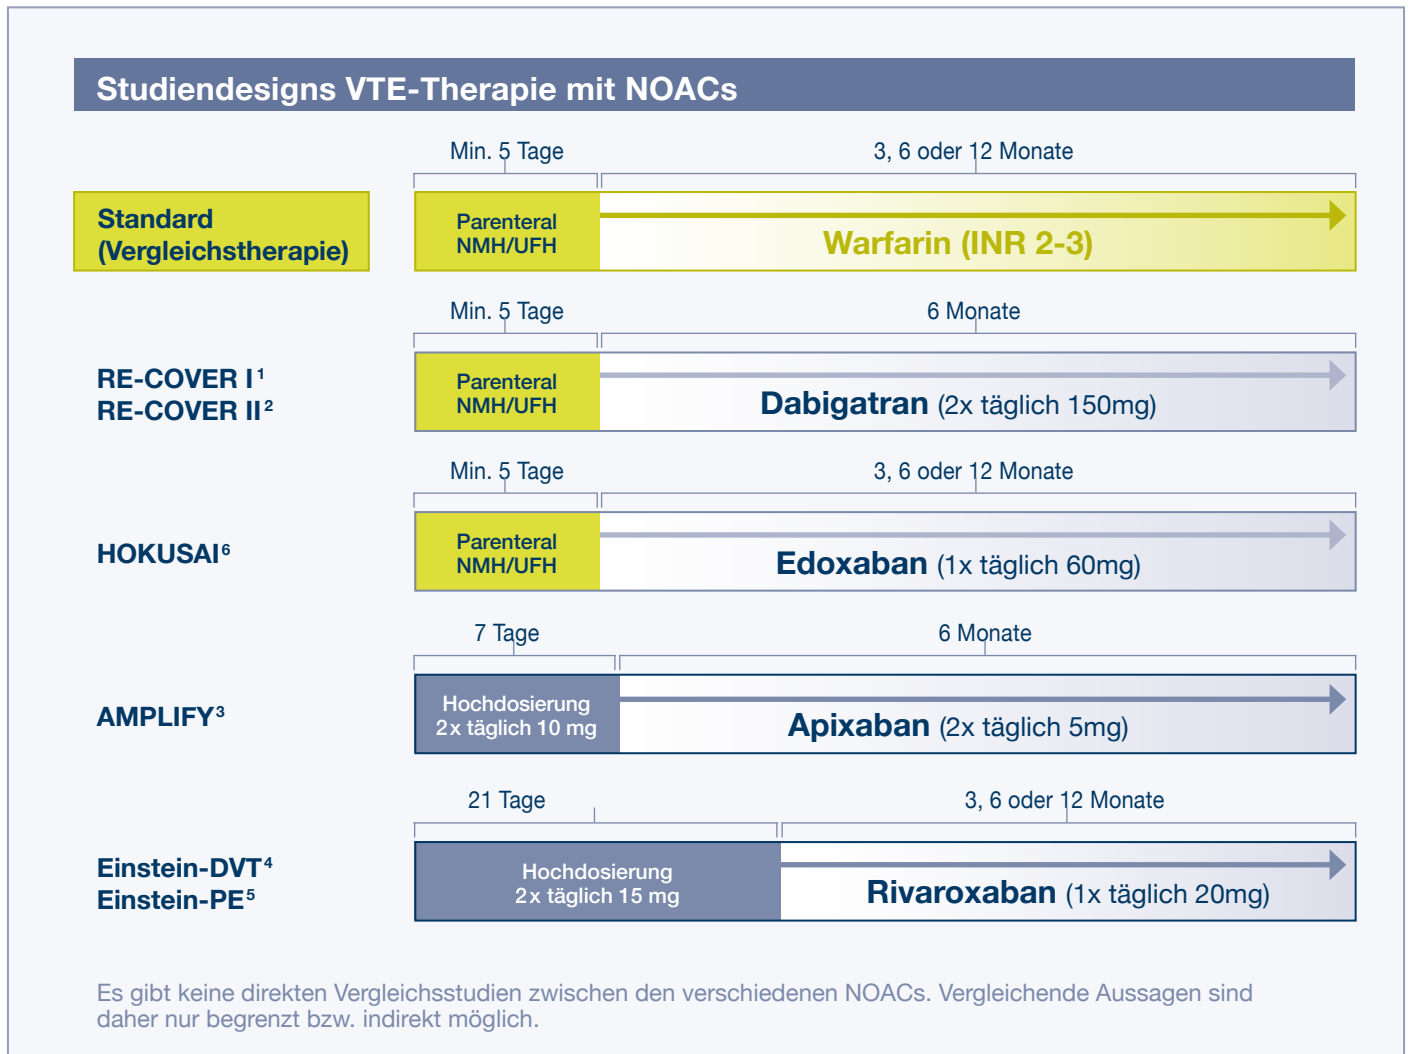 Studiendesigns VTE-Therapie mit NOACs
Min. 5 Tage
3, 6 oder 12 Monate
Standard
(Vergleichstherapie)
Parenteral
NMH/UFH
Warfarin (INR 2-3)
Min. 5 Tage
6 Monate
RE-COVER I¹
RE-COVER II²
Parenteral
NMH/UFH
Dabigatran (2x täglich 150mg)
Min. 5 Tage
3, 6 oder 12 Monate
HOKUSAI⁶
Parenteral
NMH/UFH
Edoxaban (1x täglich 60mg)
7 Tage
6 Monate
AMPLIFY³
Hochdosierung
2x täglich 10 mg
Apixaban (2x täglich 5mg)
21 Tage
3, 6 oder 12 Monate
Einstein-DVT⁴
Einstein-PE⁵
Hochdosierung
2x täglich 15 mg
Rivaroxaban (1x täglich 20mg)
Es gibt keine direkten Vergleichsstudien zwischen den verschiedenen NOACs. Vergleichende Aussagen sind
daher nur begrenzt bzw. indirekt möglich.